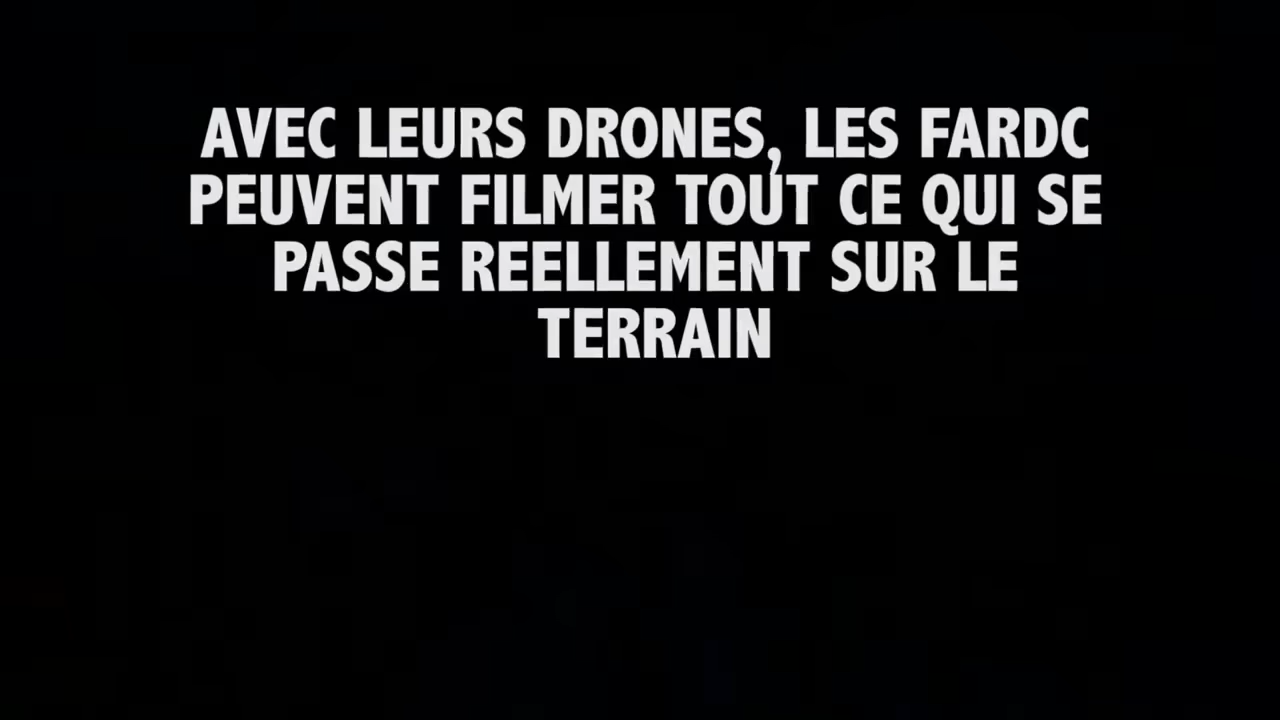 AVEC LEURS DRONES, LES FARDC
PEUVENT FILMER TOUT CE QUI SE
PASSE REELLEMENT SUR LE
TERRAIN